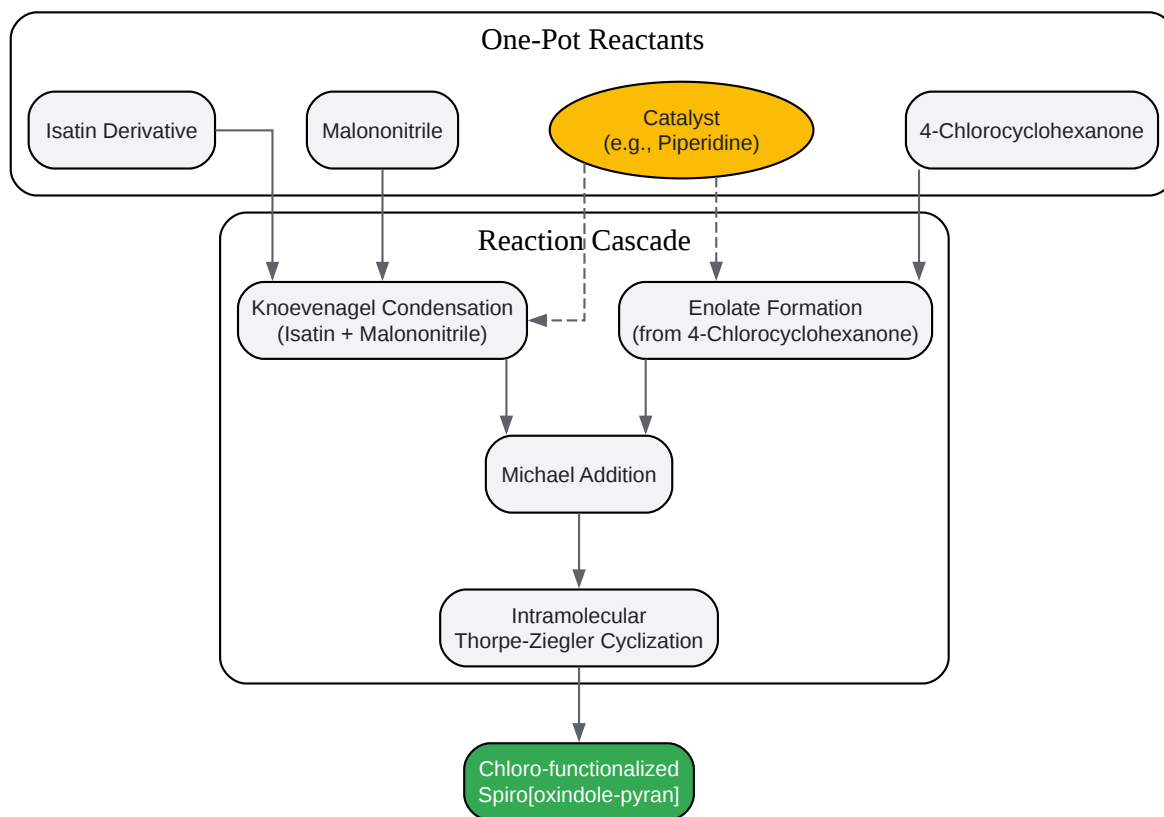 One-Pot Reactants
Isatin Derivative
Malononitrile
Catalyst
(e.g., Piperidine)
4-Chlorocyclohexanone
Reaction Cascade
Knoevenagel Condensation
(Isatin + Malononitrile)
Enolate Formation
(from 4-Chlorocyclohexanone)
Michael Addition
Intramolecular
Thorpe-Ziegler Cyclization
Chloro-functionalized
Spiro[oxindole-pyran]